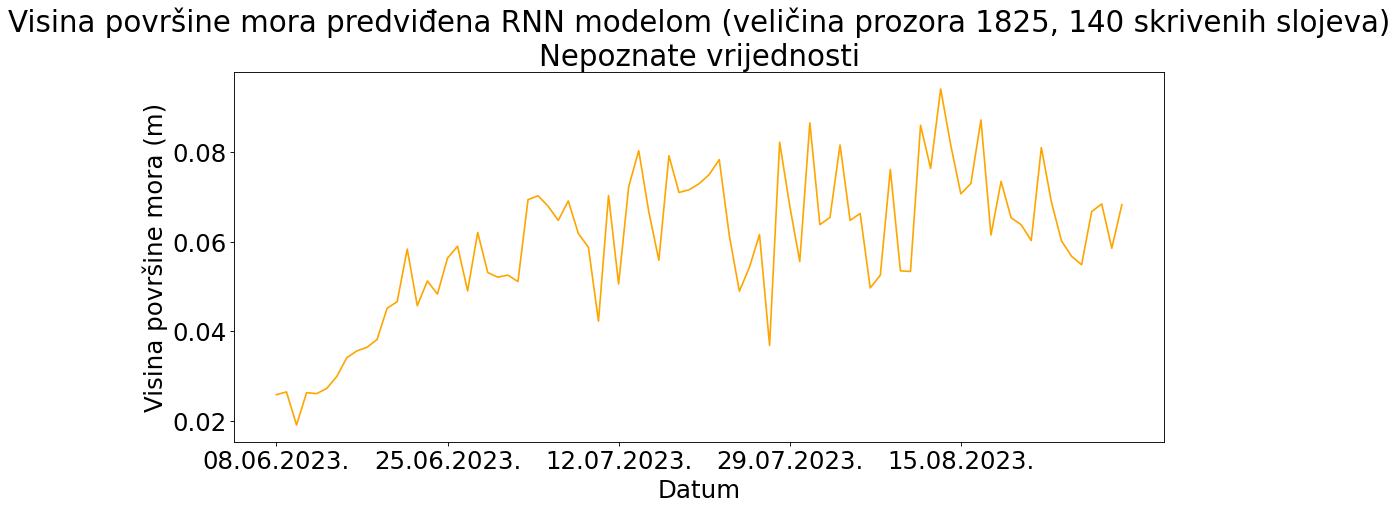 Visina površine mora predviđena RNN modelom (veličina prozora 1825, 140 skrivenih slojeva)
Nepoznate vrijednosti
Visina površine mora (m)
0.08
0.06
0.04
0.02
08.06.2023. 25.06.2023. 12.07.2023. 29.07.2023. 15.08.2023.
Datum